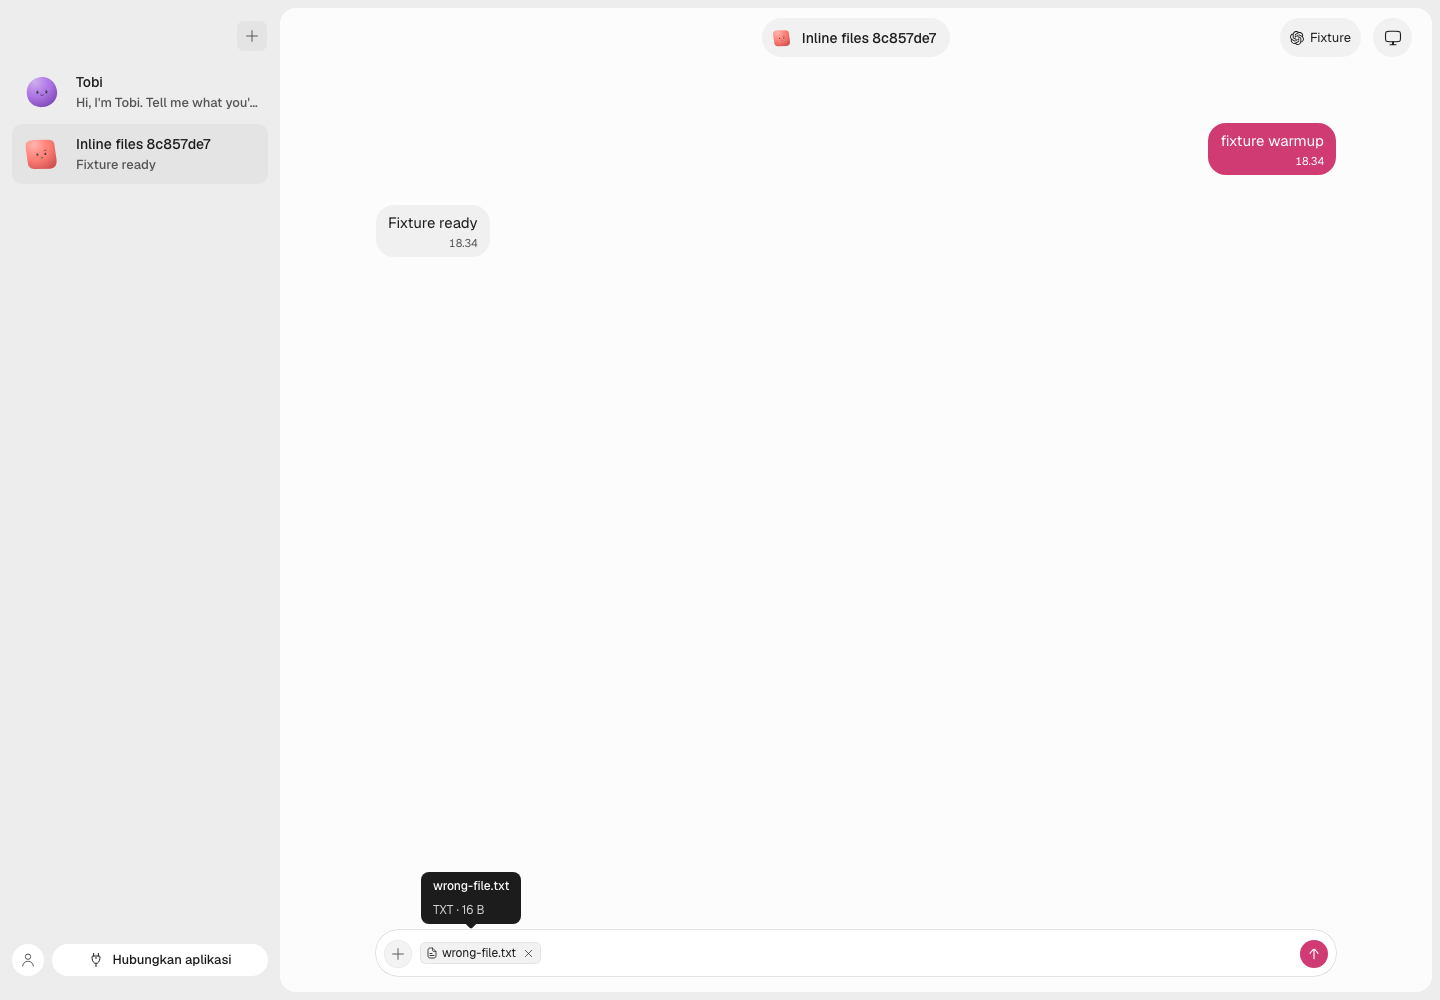 Tobi
Hi, I'm Tobi. Tell me what you'...
Inline files 8c857de7
Fixture ready
Hubungkan aplikasi
Inline files 8c857de7
Fixture
fixture warmup
18.34
Fixture ready
18.34
wrong-file.txt
TXT · 16 B
wrong-file.txt